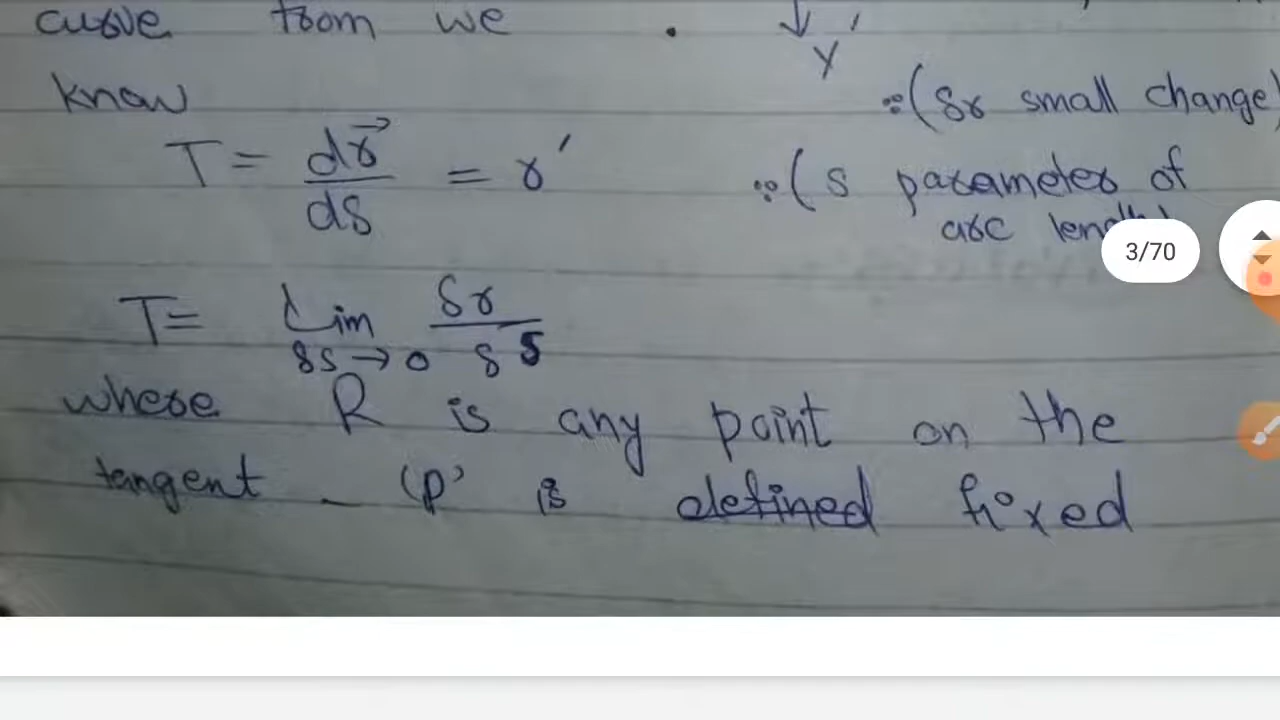 curve from we
Y'
know
∵ (δr small change)
T = dr⃗/ds = r'
∵ (s parameter of
arc length)
3/70
T = Lim δs→0 δr/δs
where R is any point on the
tangent - 'p' is defined fixed